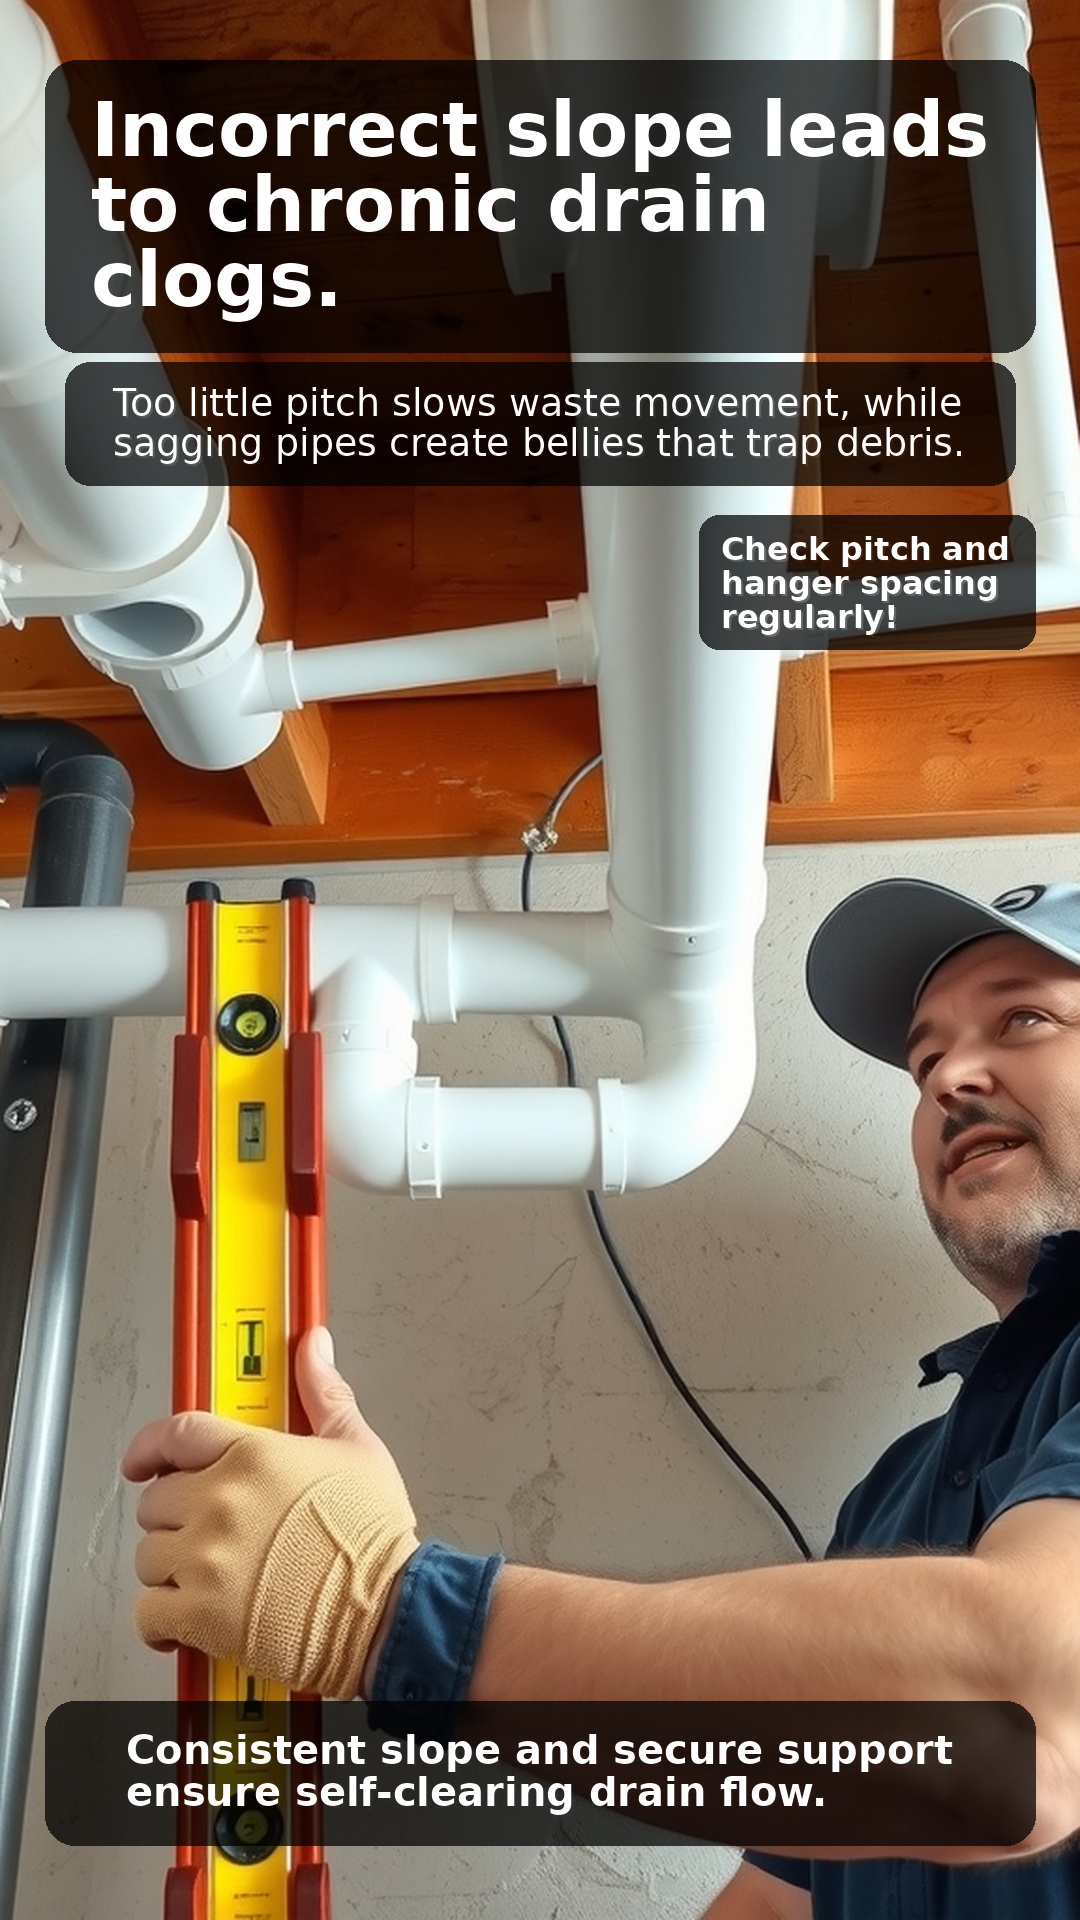 Incorrect slope leads
to chronic drain
clogs.
Too little pitch slows waste movement, while
sagging pipes create bellies that trap debris.
Check pitch and
hanger spacing
regularly!
Consistent slope and secure support
ensure self-clearing drain flow.